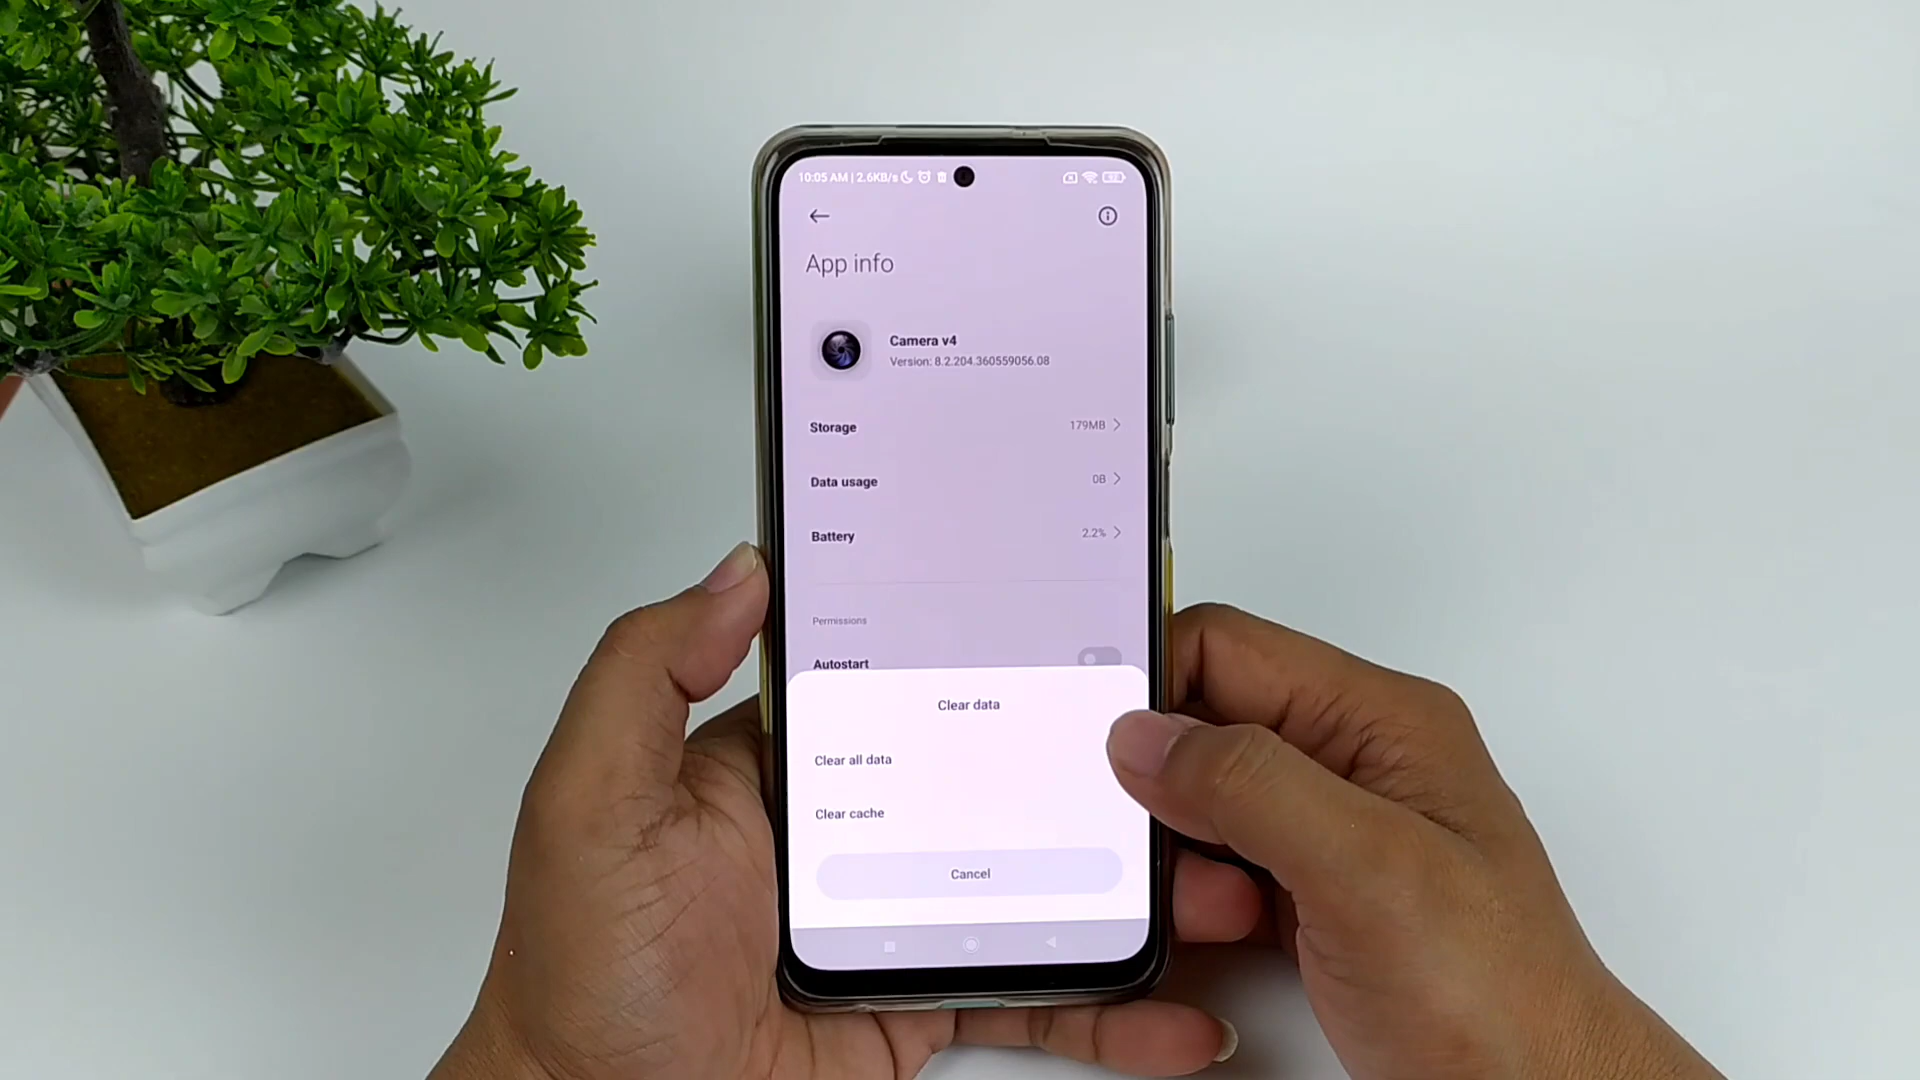 10:05 AM | 2.6KB/s
App info
Camera v4
Version: 8.2.204.360559056.08
Storage 179MB
Data usage 0B
Battery 2.2%
Permissions
Autostart
Clear data
Clear all data
Clear cache
Cancel